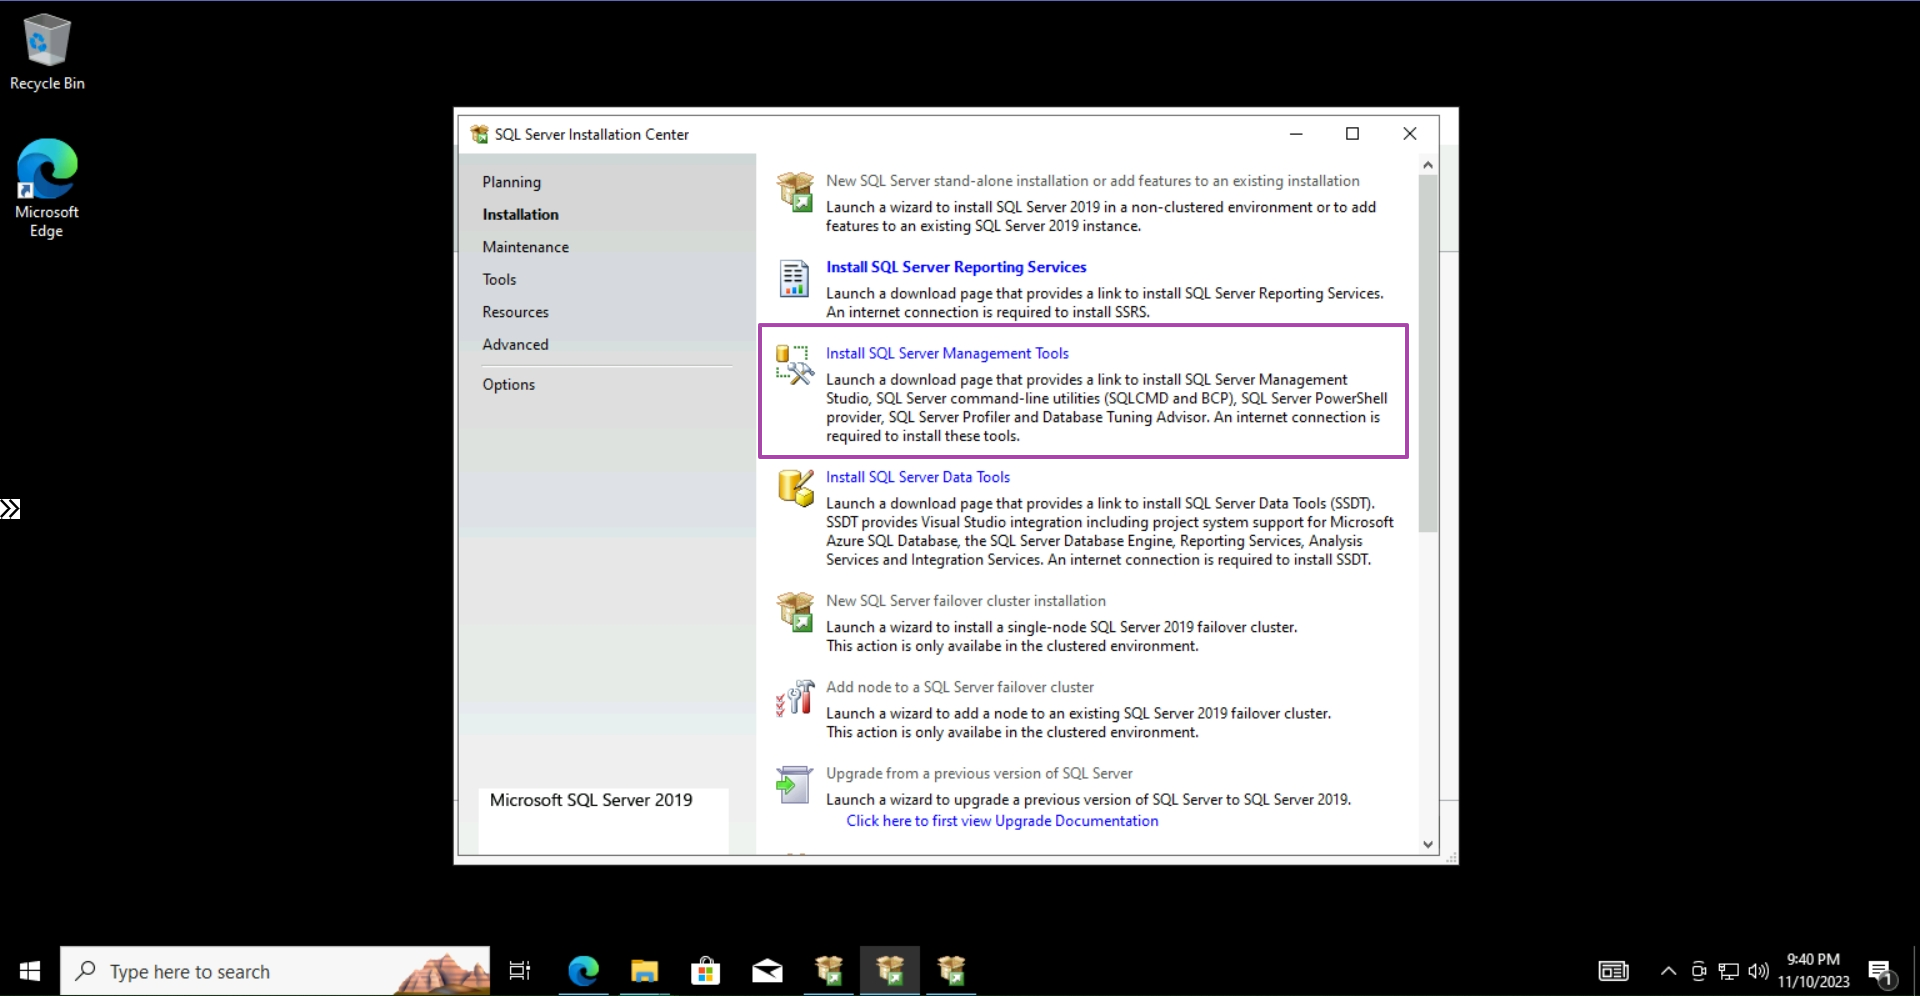 Recycle Bin
Microsoft
Edge
SQL Server Installation Center
Planning
Installation
Maintenance
Tools
Resources
Advanced
Options
Microsoft SQL Server 2019
New SQL Server stand-alone installation or add features to an existing installation
Launch a wizard to install SQL Server 2019 in a non-clustered environment or to add
features to an existing SQL Server 2019 instance.
Install SQL Server Reporting Services
Launch a download page that provides a link to install SQL Server Reporting Services.
An internet connection is required to install SSRS.
Install SQL Server Management Tools
Launch a download page that provides a link to install SQL Server Management
Studio, SQL Server command-line utilities (SQLCMD and BCP), SQL Server PowerShell
provider, SQL Server Profiler and Database Tuning Advisor. An internet connection is
required to install these tools.
Install SQL Server Data Tools
Launch a download page that provides a link to install SQL Server Data Tools (SSDT).
SSDT provides Visual Studio integration including project system support for Microsoft
Azure SQL Database, the SQL Server Database Engine, Reporting Services, Analysis
Services and Integration Services. An internet connection is required to install SSDT.
New SQL Server failover cluster installation
Launch a wizard to install a single-node SQL Server 2019 failover cluster.
This action is only availabe in the clustered environment.
Add node to a SQL Server failover cluster
Launch a wizard to add a node to an existing SQL Server 2019 failover cluster.
This action is only availabe in the clustered environment.
Upgrade from a previous version of SQL Server
Launch a wizard to upgrade a previous version of SQL Server to SQL Server 2019.
Click here to first view Upgrade Documentation
Type here to search
9:40 PM
11/10/2023
1